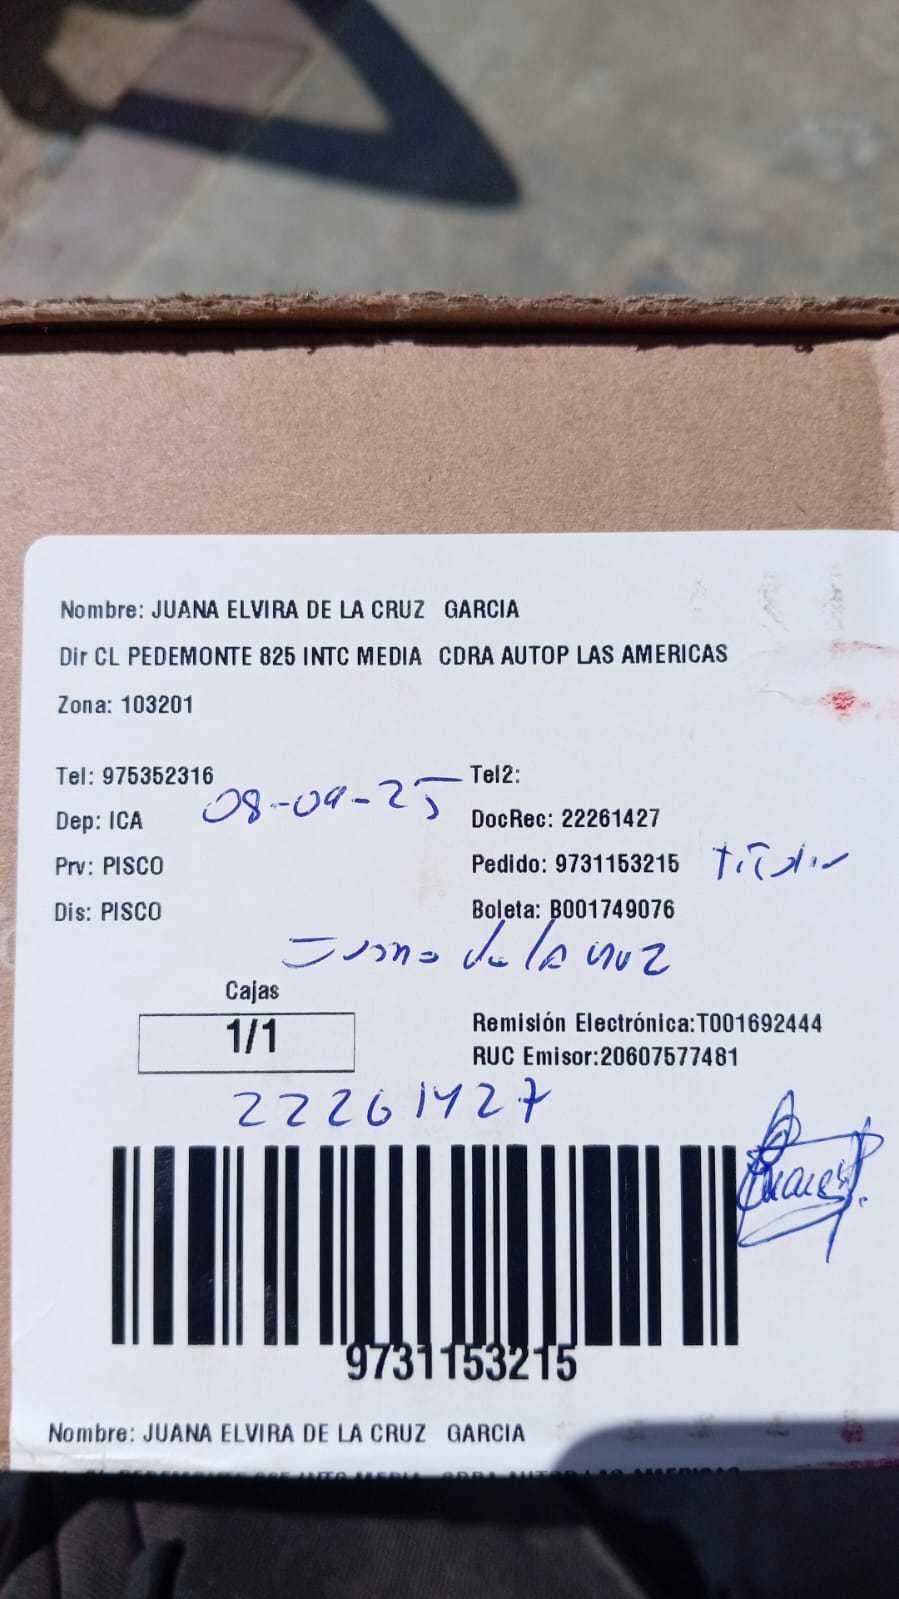 Nombre: JUANA ELVIRA DE LA CRUZ GARCIA
Dir CL PEDEMONTE 825 INTC MEDIA CDRA AUTOP LAS AMERICAS
Zona: 103201
Tel: 975352316 Tel2:
08-09-25
Dep: ICA DocRec: 22261427
Prv: PISCO Pedido: 9731153215 titular
Dis: PISCO Boleta: B001749076
Juana de la cruz
Cajas
1/1 Remisión Electrónica:T001692444
RUC Emisor:20607577481
22261427
9731153215
Nombre: JUANA ELVIRA DE LA CRUZ GARCIA